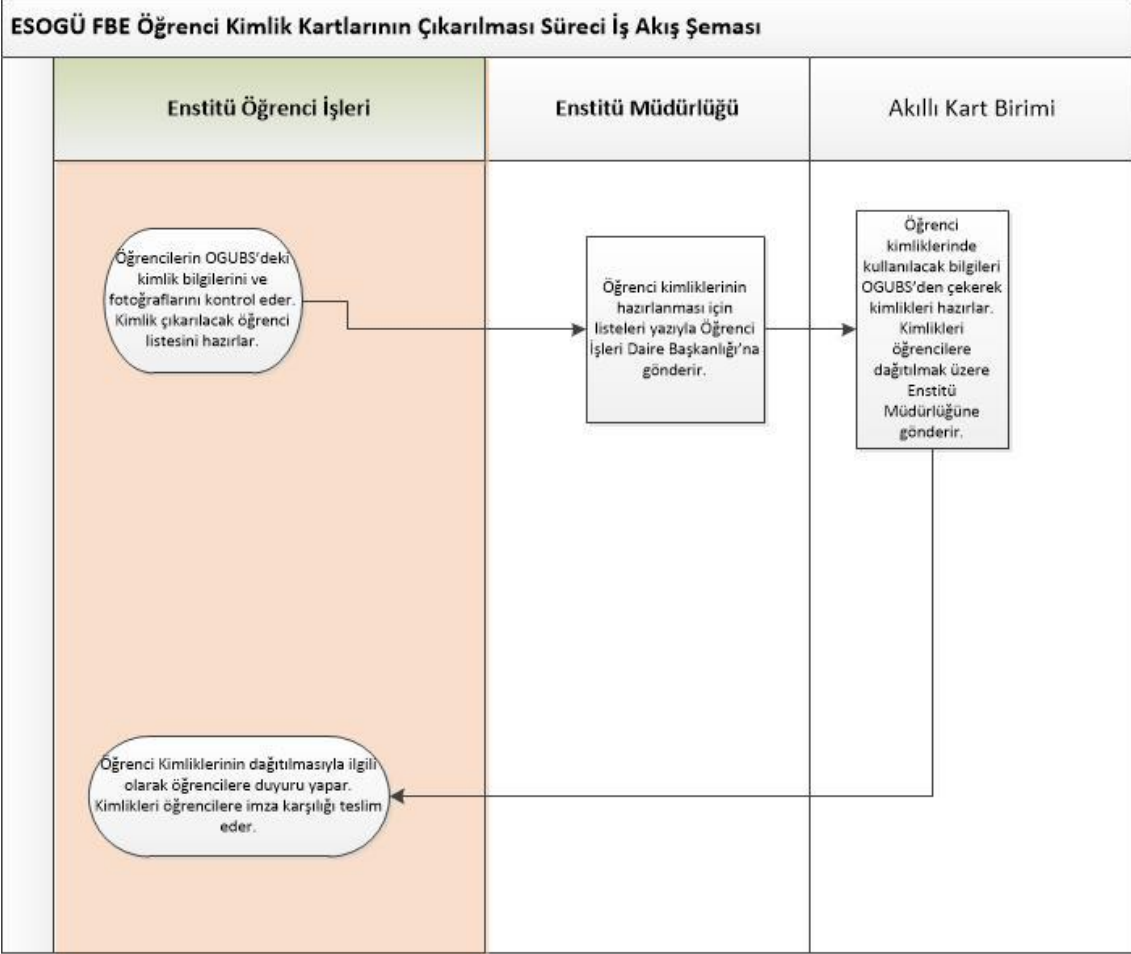 ESOGÜ FBE Öğrenci Kimlik Kartlarının Çıkarılması Süreci İş Akış Şeması
Enstitü Öğrenci İşleri
Enstitü Müdürlüğü
Akıllı Kart Birimi
Öğrencilerin OGUBS'deki
kimlik bilgilerini ve
fotoğraflarını kontrol eder.
Kimlik çıkarılacak öğrenci
listesini hazırlar.
Öğrenci kimliklerinin
hazırlanması için
listeleri yazıyla Öğrenci
İşleri Daire Başkanlığı'na
gönderir.
Öğrenci
kimliklerinde
kullanılacak bilgileri
OGUBS'den çekerek
kimlikleri hazırlar.
Kimlikleri
öğrencilere
dağıtılmak üzere
Enstitü
Müdürlüğüne
gönderir.
Öğrenci Kimliklerinin dağıtılmasıyla ilgili
olarak öğrencilere duyuru yapar.
Kimlikleri öğrencilere imza karşılığı teslim
eder.